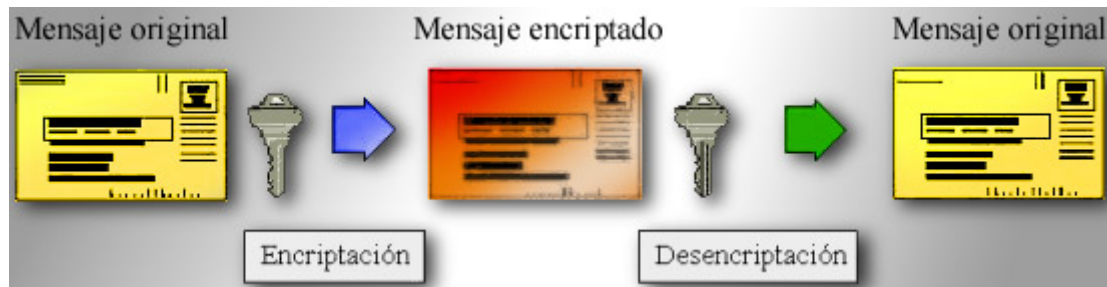 Mensaje original
Mensaje encriptado
Mensaje original
Encriptación
Desencriptación